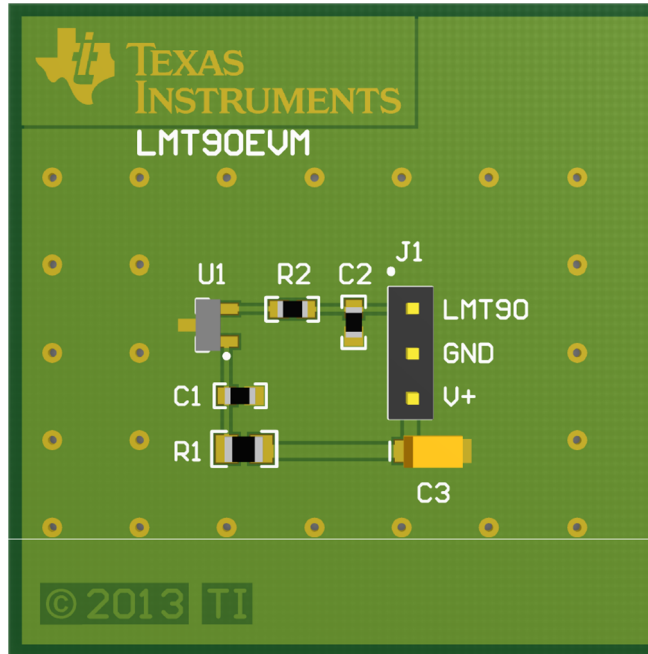 TEXAS
INSTRUMENTS
LMT90EVM
J1
U1 R2 C2
LMT90
GND
C1 V+
R1
C3
© 2013 TI